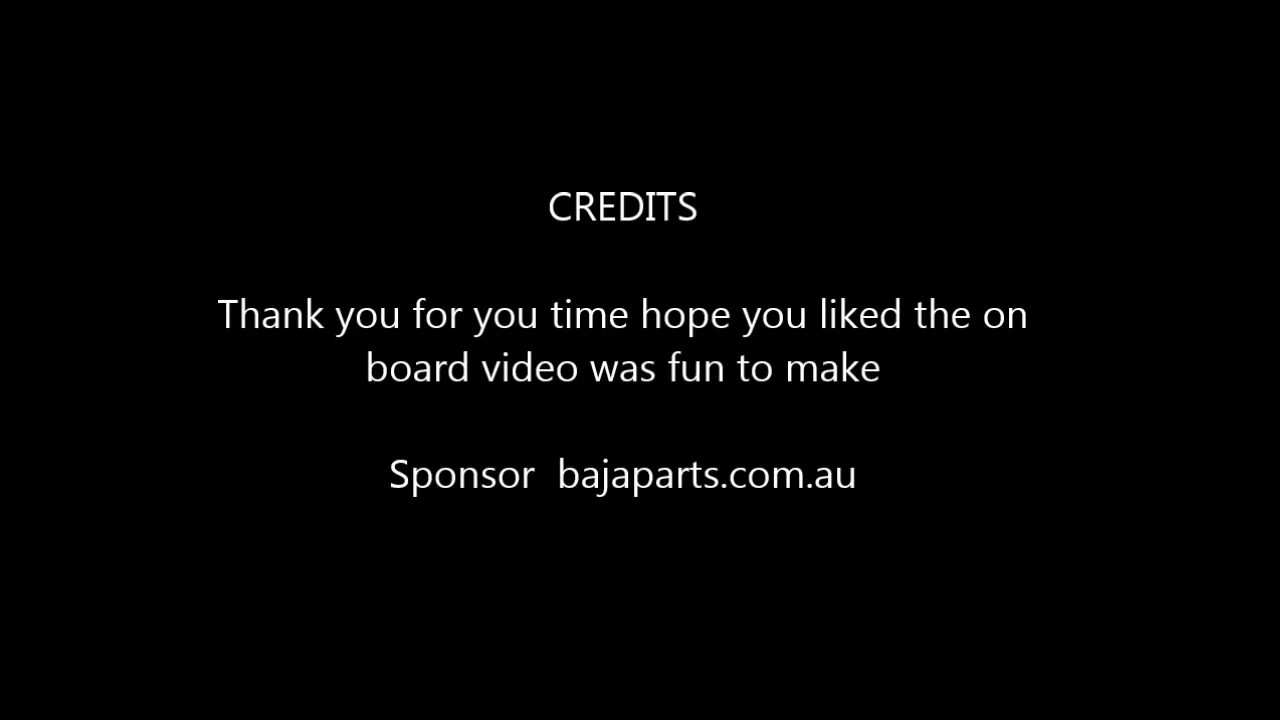 CREDITS
Thank you for you time hope you liked the on
board video was fun to make
Sponsor  bajaparts.com.au